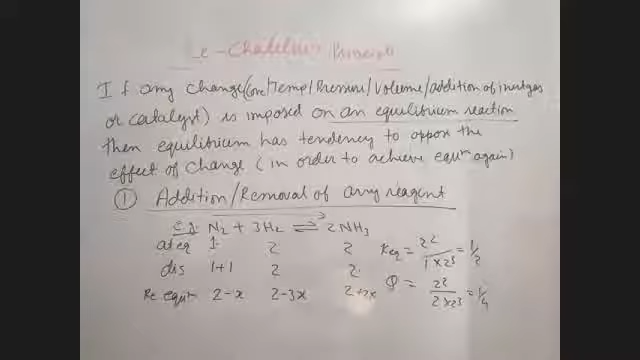 Le-Chatelier's Principle
If any change (conc/Temp/Pressure/Volume/addition of inert gas
or catalyst) is imposed on an equilibrium reaction
then equilibrium has tendency to oppose the
effect of change (in order to achieve equm again)
① Addition/Removal of any reagent
e.g. N2 + 3H2 ⇌ 2NH3
at eq 1 2 2 Keq = 2² / 1×2³ = 1/2
dis 1+1 2 2 Q = 2² / 2×2³ = 1/4
Re equm 2-x 2-3x 2+2x